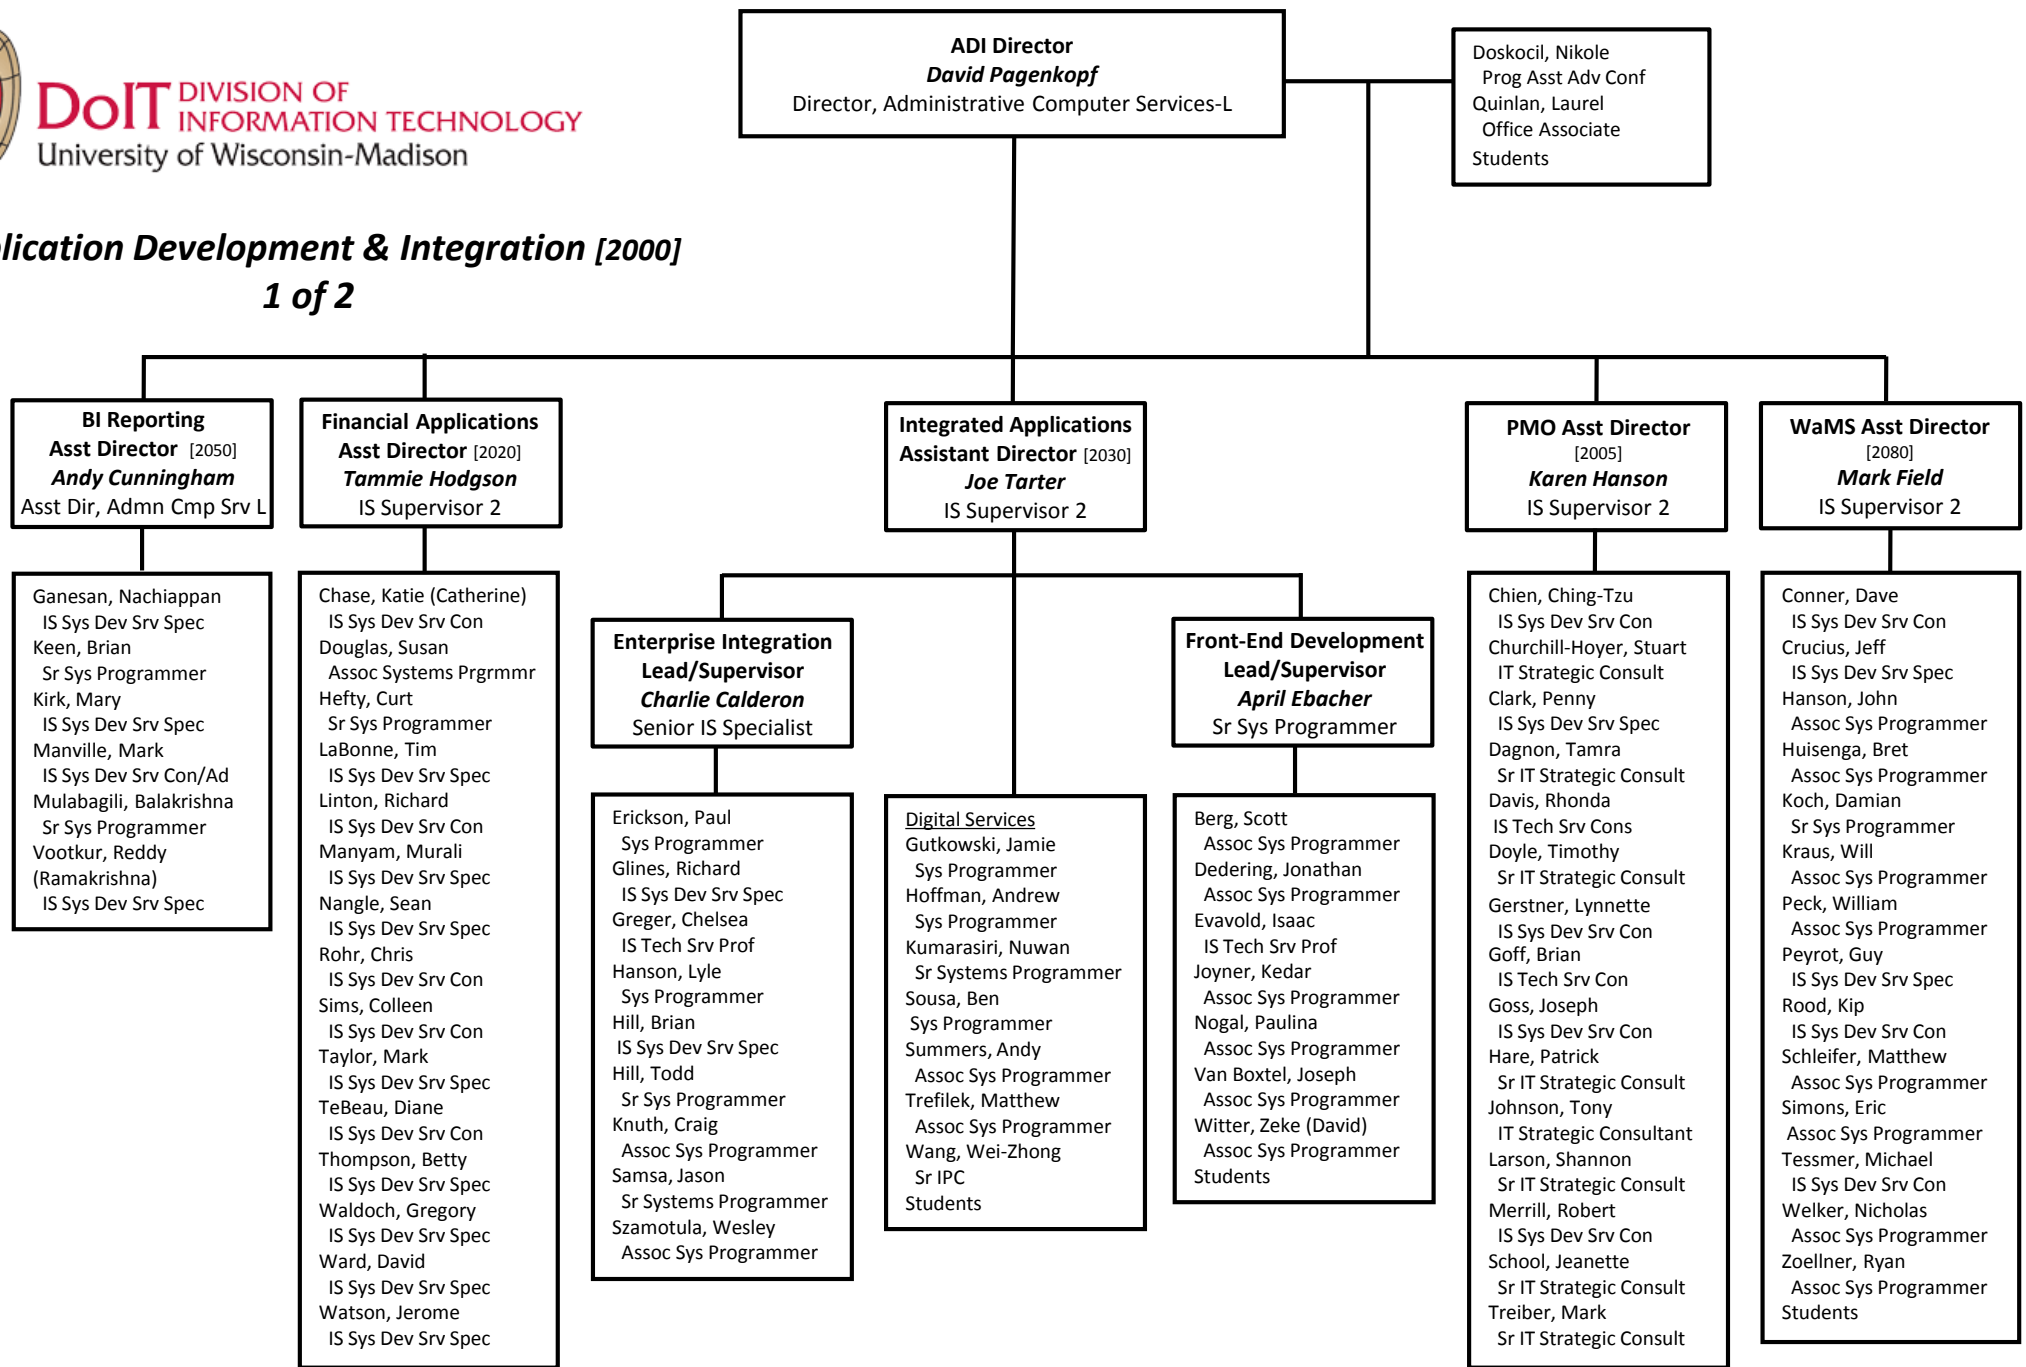 DoIT DIVISION OF
INFORMATION TECHNOLOGY
University of Wisconsin-Madison
lication Development & Integration [2000]
1 of 2
ADI Director
David Pagenkopf
Director, Administrative Computer Services-L
Doskocil, Nikole
Prog Asst Adv Conf
Quinlan, Laurel
Office Associate
Students
BI Reporting
Asst Director [2050]
Andy Cunningham
Asst Dir, Admn Cmp Srv L
Ganesan, Nachiappan
IS Sys Dev Srv Spec
Keen, Brian
Sr Sys Programmer
Kirk, Mary
IS Sys Dev Srv Spec
Manville, Mark
IS Sys Dev Srv Con/Ad
Mulabagili, Balakrishna
Sr Sys Programmer
Vootkur, Reddy
(Ramakrishna)
IS Sys Dev Srv Spec
Financial Applications
Asst Director [2020]
Tammie Hodgson
IS Supervisor 2
Chase, Katie (Catherine)
IS Sys Dev Srv Con
Douglas, Susan
Assoc Systems Prgrmmr
Hefty, Curt
Sr Sys Programmer
LaBonne, Tim
IS Sys Dev Srv Spec
Linton, Richard
IS Sys Dev Srv Con
Manyam, Murali
IS Sys Dev Srv Spec
Nangle, Sean
IS Sys Dev Srv Spec
Rohr, Chris
IS Sys Dev Srv Con
Sims, Colleen
IS Sys Dev Srv Con
Taylor, Mark
IS Sys Dev Srv Spec
TeBeau, Diane
IS Sys Dev Srv Con
Thompson, Betty
IS Sys Dev Srv Spec
Waldoch, Gregory
IS Sys Dev Srv Spec
Ward, David
IS Sys Dev Srv Spec
Watson, Jerome
IS Sys Dev Srv Spec
Integrated Applications
Assistant Director [2030]
Joe Tarter
IS Supervisor 2
Enterprise Integration
Lead/Supervisor
Charlie Calderon
Senior IS Specialist
Erickson, Paul
Sys Programmer
Glines, Richard
IS Sys Dev Srv Spec
Greger, Chelsea
IS Tech Srv Prof
Hanson, Lyle
Sys Programmer
Hill, Brian
IS Sys Dev Srv Spec
Hill, Todd
Sr Sys Programmer
Knuth, Craig
Assoc Sys Programmer
Samsa, Jason
Sr Systems Programmer
Szamotula, Wesley
Assoc Sys Programmer
Digital Services
Gutkowski, Jamie
Sys Programmer
Hoffman, Andrew
Sys Programmer
Kumarasiri, Nuwan
Sr Systems Programmer
Sousa, Ben
Sys Programmer
Summers, Andy
Assoc Sys Programmer
Trefilek, Matthew
Assoc Sys Programmer
Wang, Wei-Zhong
Sr IPC
Students
Front-End Development
Lead/Supervisor
April Ebacher
Sr Sys Programmer
Berg, Scott
Assoc Sys Programmer
Dedering, Jonathan
Assoc Sys Programmer
Evavold, Isaac
IS Tech Srv Prof
Joyner, Kedar
Assoc Sys Programmer
Nogal, Paulina
Assoc Sys Programmer
Van Boxtel, Joseph
Assoc Sys Programmer
Witter, Zeke (David)
Assoc Sys Programmer
Students
PMO Asst Director
[2005]
Karen Hanson
IS Supervisor 2
Chien, Ching-Tzu
IS Sys Dev Srv Con
Churchill-Hoyer, Stuart
IT Strategic Consult
Clark, Penny
IS Sys Dev Srv Spec
Dagnon, Tamra
Sr IT Strategic Consult
Davis, Rhonda
IS Tech Srv Cons
Doyle, Timothy
Sr IT Strategic Consult
Gerstner, Lynnette
IS Sys Dev Srv Con
Goff, Brian
IS Tech Srv Con
Goss, Joseph
IS Sys Dev Srv Con
Hare, Patrick
Sr IT Strategic Consult
Johnson, Tony
IT Strategic Consultant
Larson, Shannon
Sr IT Strategic Consult
Merrill, Robert
IS Sys Dev Srv Con
School, Jeanette
Sr IT Strategic Consult
Treiber, Mark
Sr IT Strategic Consult
WaMS Asst Director
[2080]
Mark Field
IS Supervisor 2
Conner, Dave
IS Sys Dev Srv Con
Crucius, Jeff
IS Sys Dev Srv Spec
Hanson, John
Assoc Sys Programmer
Huisenga, Bret
Assoc Sys Programmer
Koch, Damian
Sr Sys Programmer
Kraus, Will
Assoc Sys Programmer
Peck, William
Assoc Sys Programmer
Peyrot, Guy
IS Sys Dev Srv Spec
Rood, Kip
IS Sys Dev Srv Con
Schleifer, Matthew
Assoc Sys Programmer
Simons, Eric
Assoc Sys Programmer
Tessmer, Michael
IS Sys Dev Srv Con
Welker, Nicholas
Assoc Sys Programmer
Zoellner, Ryan
Assoc Sys Programmer
Students